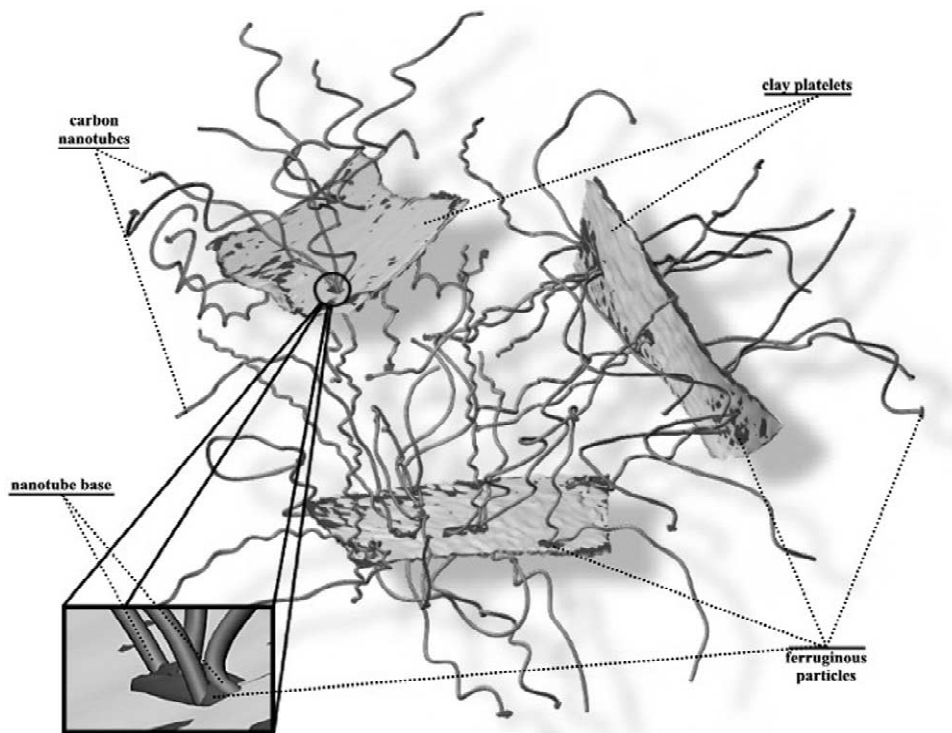 clay platelets
carbon
nanotubes
nanotube base
ferruginous
particles